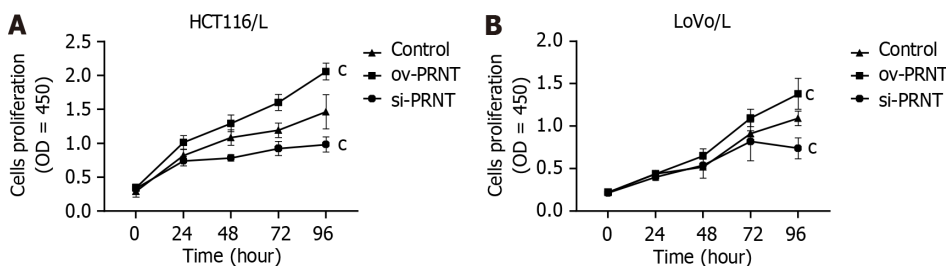 A
HCT116/L
Cells proliferation
(OD = 450)
2.5
2.0
1.5
1.0
0.5
0.0
0 24 48 72 96
Time (hour)
c
c
Control
ov-PRNT
si-PRNT
B
LoVo/L
Cells proliferation
(OD = 450)
2.0
1.5
1.0
0.5
0.0
0 24 48 72 96
Time (hour)
c
c
Control
ov-PRNT
si-PRNT